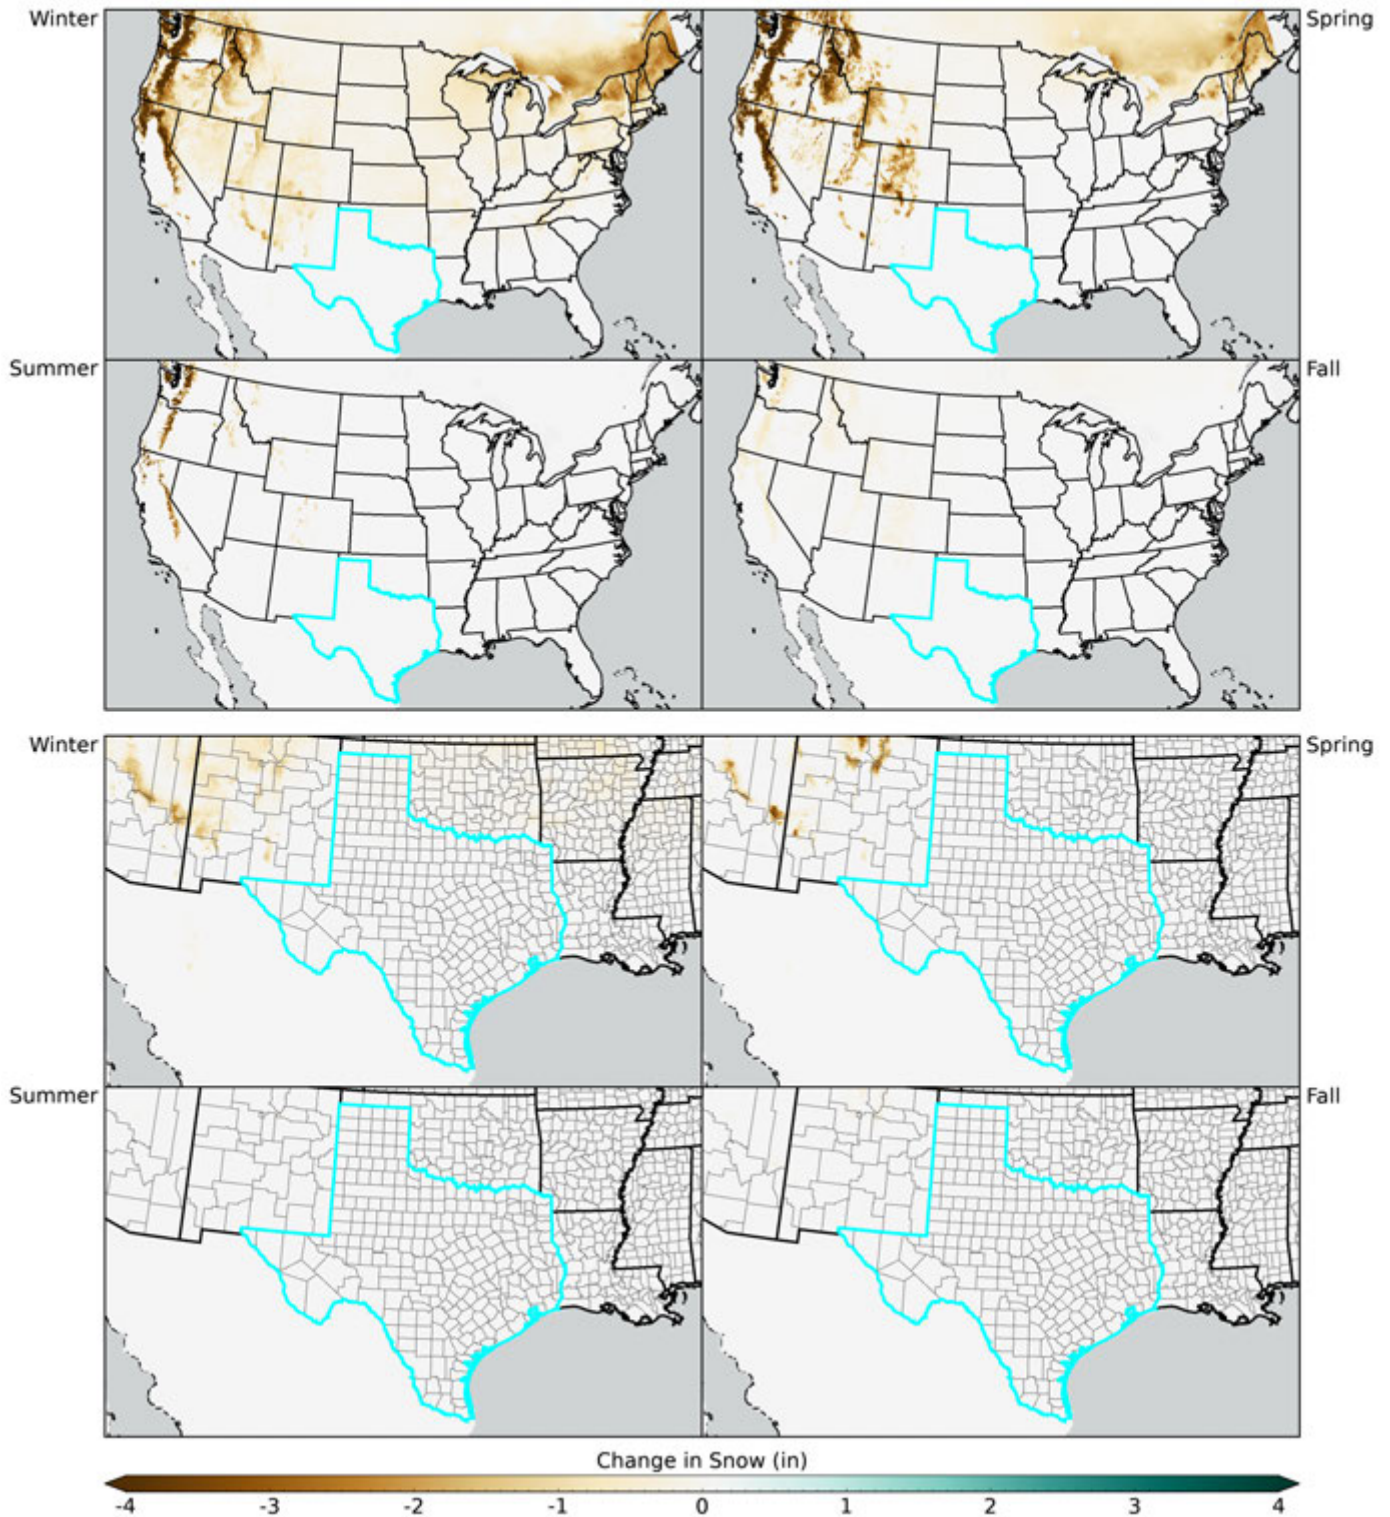 Winter
Spring
Summer
Fall
Winter
Spring
Summer
Fall
Change in Snow (in)
-4 -3 -2 -1 0 1 2 3 4